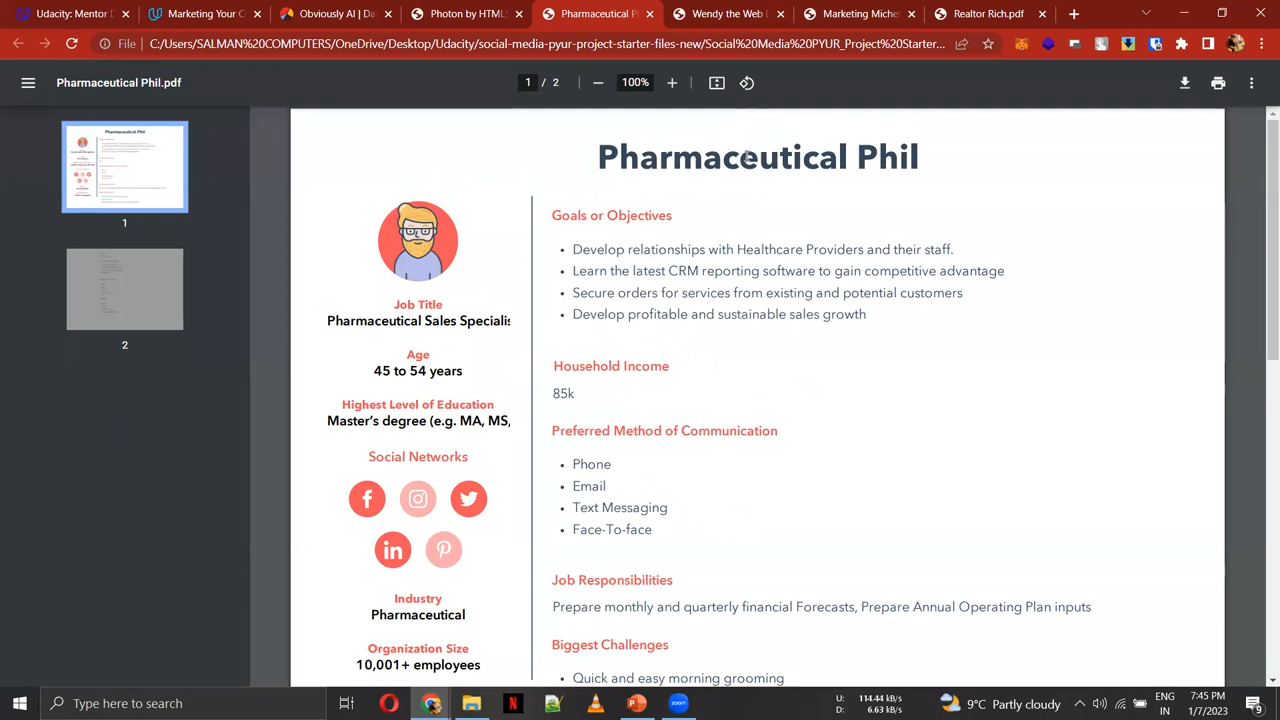 Udacity: Mentor D
Marketing Your C
Obviously AI | Da
Photon by HTML
Pharmaceutical Pl
Wendy the Web D
Marketing Michel
Realtor Rich.pdf
File
C:/Users/SALMAN%20COMPUTERS/OneDrive/Desktop/Udacity/social-media-pyur-project-starter-files-new/Social%20Media%20PYUR_Project%20Starter...
Pharmaceutical Phil.pdf
1 / 2
100%
1
2
Pharmaceutical Phil
Job Title
Pharmaceutical Sales Specialis
Age
45 to 54 years
Highest Level of Education
Master's degree (e.g. MA, MS,
Social Networks
Industry
Pharmaceutical
Organization Size
10,001+ employees
Goals or Objectives
• Develop relationships with Healthcare Providers and their staff.
• Learn the latest CRM reporting software to gain competitive advantage
• Secure orders for services from existing and potential customers
• Develop profitable and sustainable sales growth
Household Income
85k
Preferred Method of Communication
• Phone
• Email
• Text Messaging
• Face-To-face
Job Responsibilities
Prepare monthly and quarterly financial Forecasts, Prepare Annual Operating Plan inputs
Biggest Challenges
• Quick and easy morning grooming
Type here to search
U: 114.44 kB/s
D: 6.63 kB/s
9°C Partly cloudy
ENG
IN
7:45 PM
1/7/2023